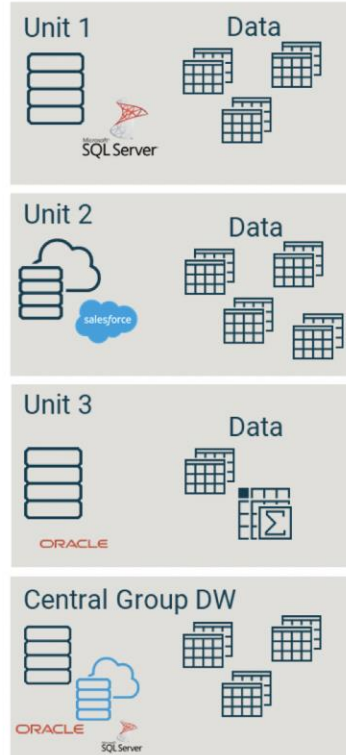 Unit 1
Data
Microsoft
SQL Server
Unit 2
Data
salesforce
Unit 3
Data
Σ
ORACLE
Central Group DW
ORACLE
SQL Server